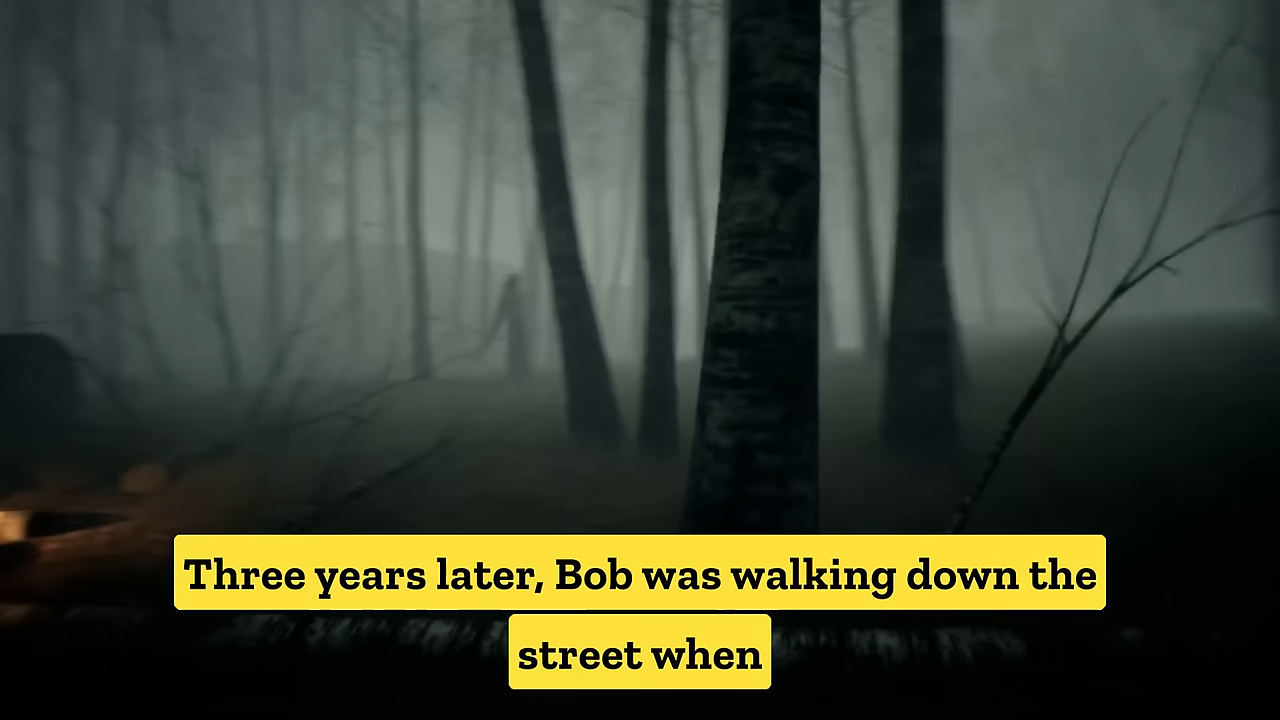 Three years later, Bob was walking down the
street when